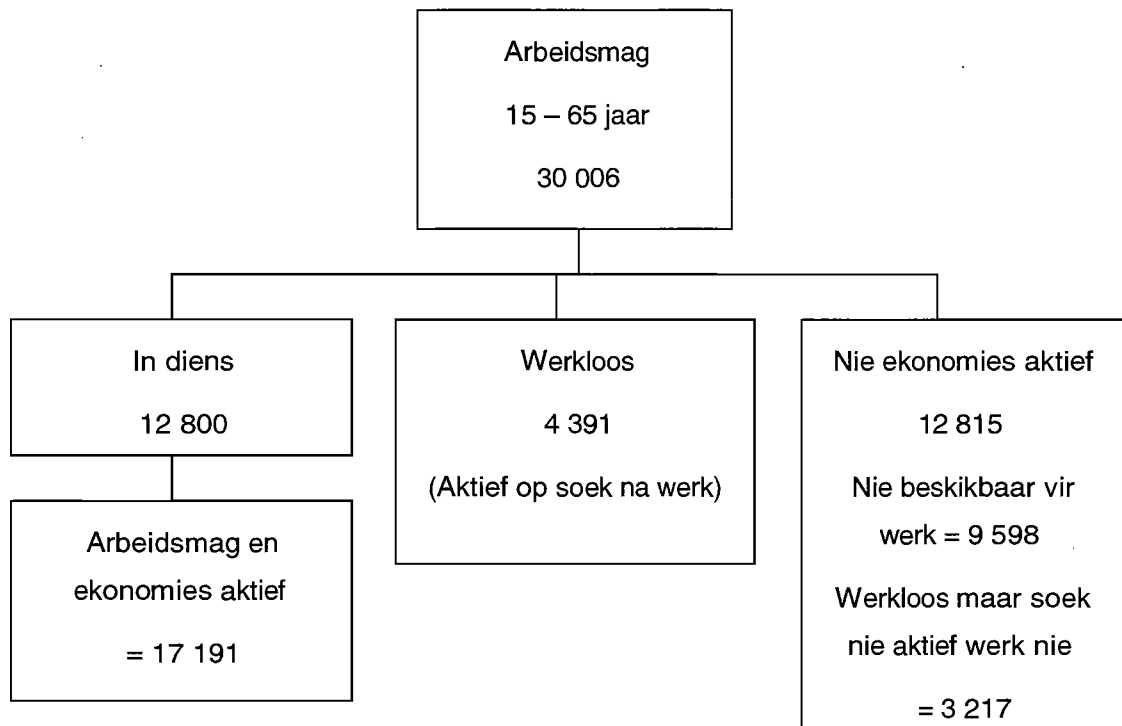 Arbeidsmag
15 – 65 jaar
30 006
In diens
12 800
Arbeidsmag en
ekonomies aktief
= 17 191
Werkloos
4 391
(Aktief op soek na werk)
Nie ekonomies aktief
12 815
Nie beskikbaar vir
werk = 9 598
Werkloos maar soek
nie aktief werk nie
= 3 217